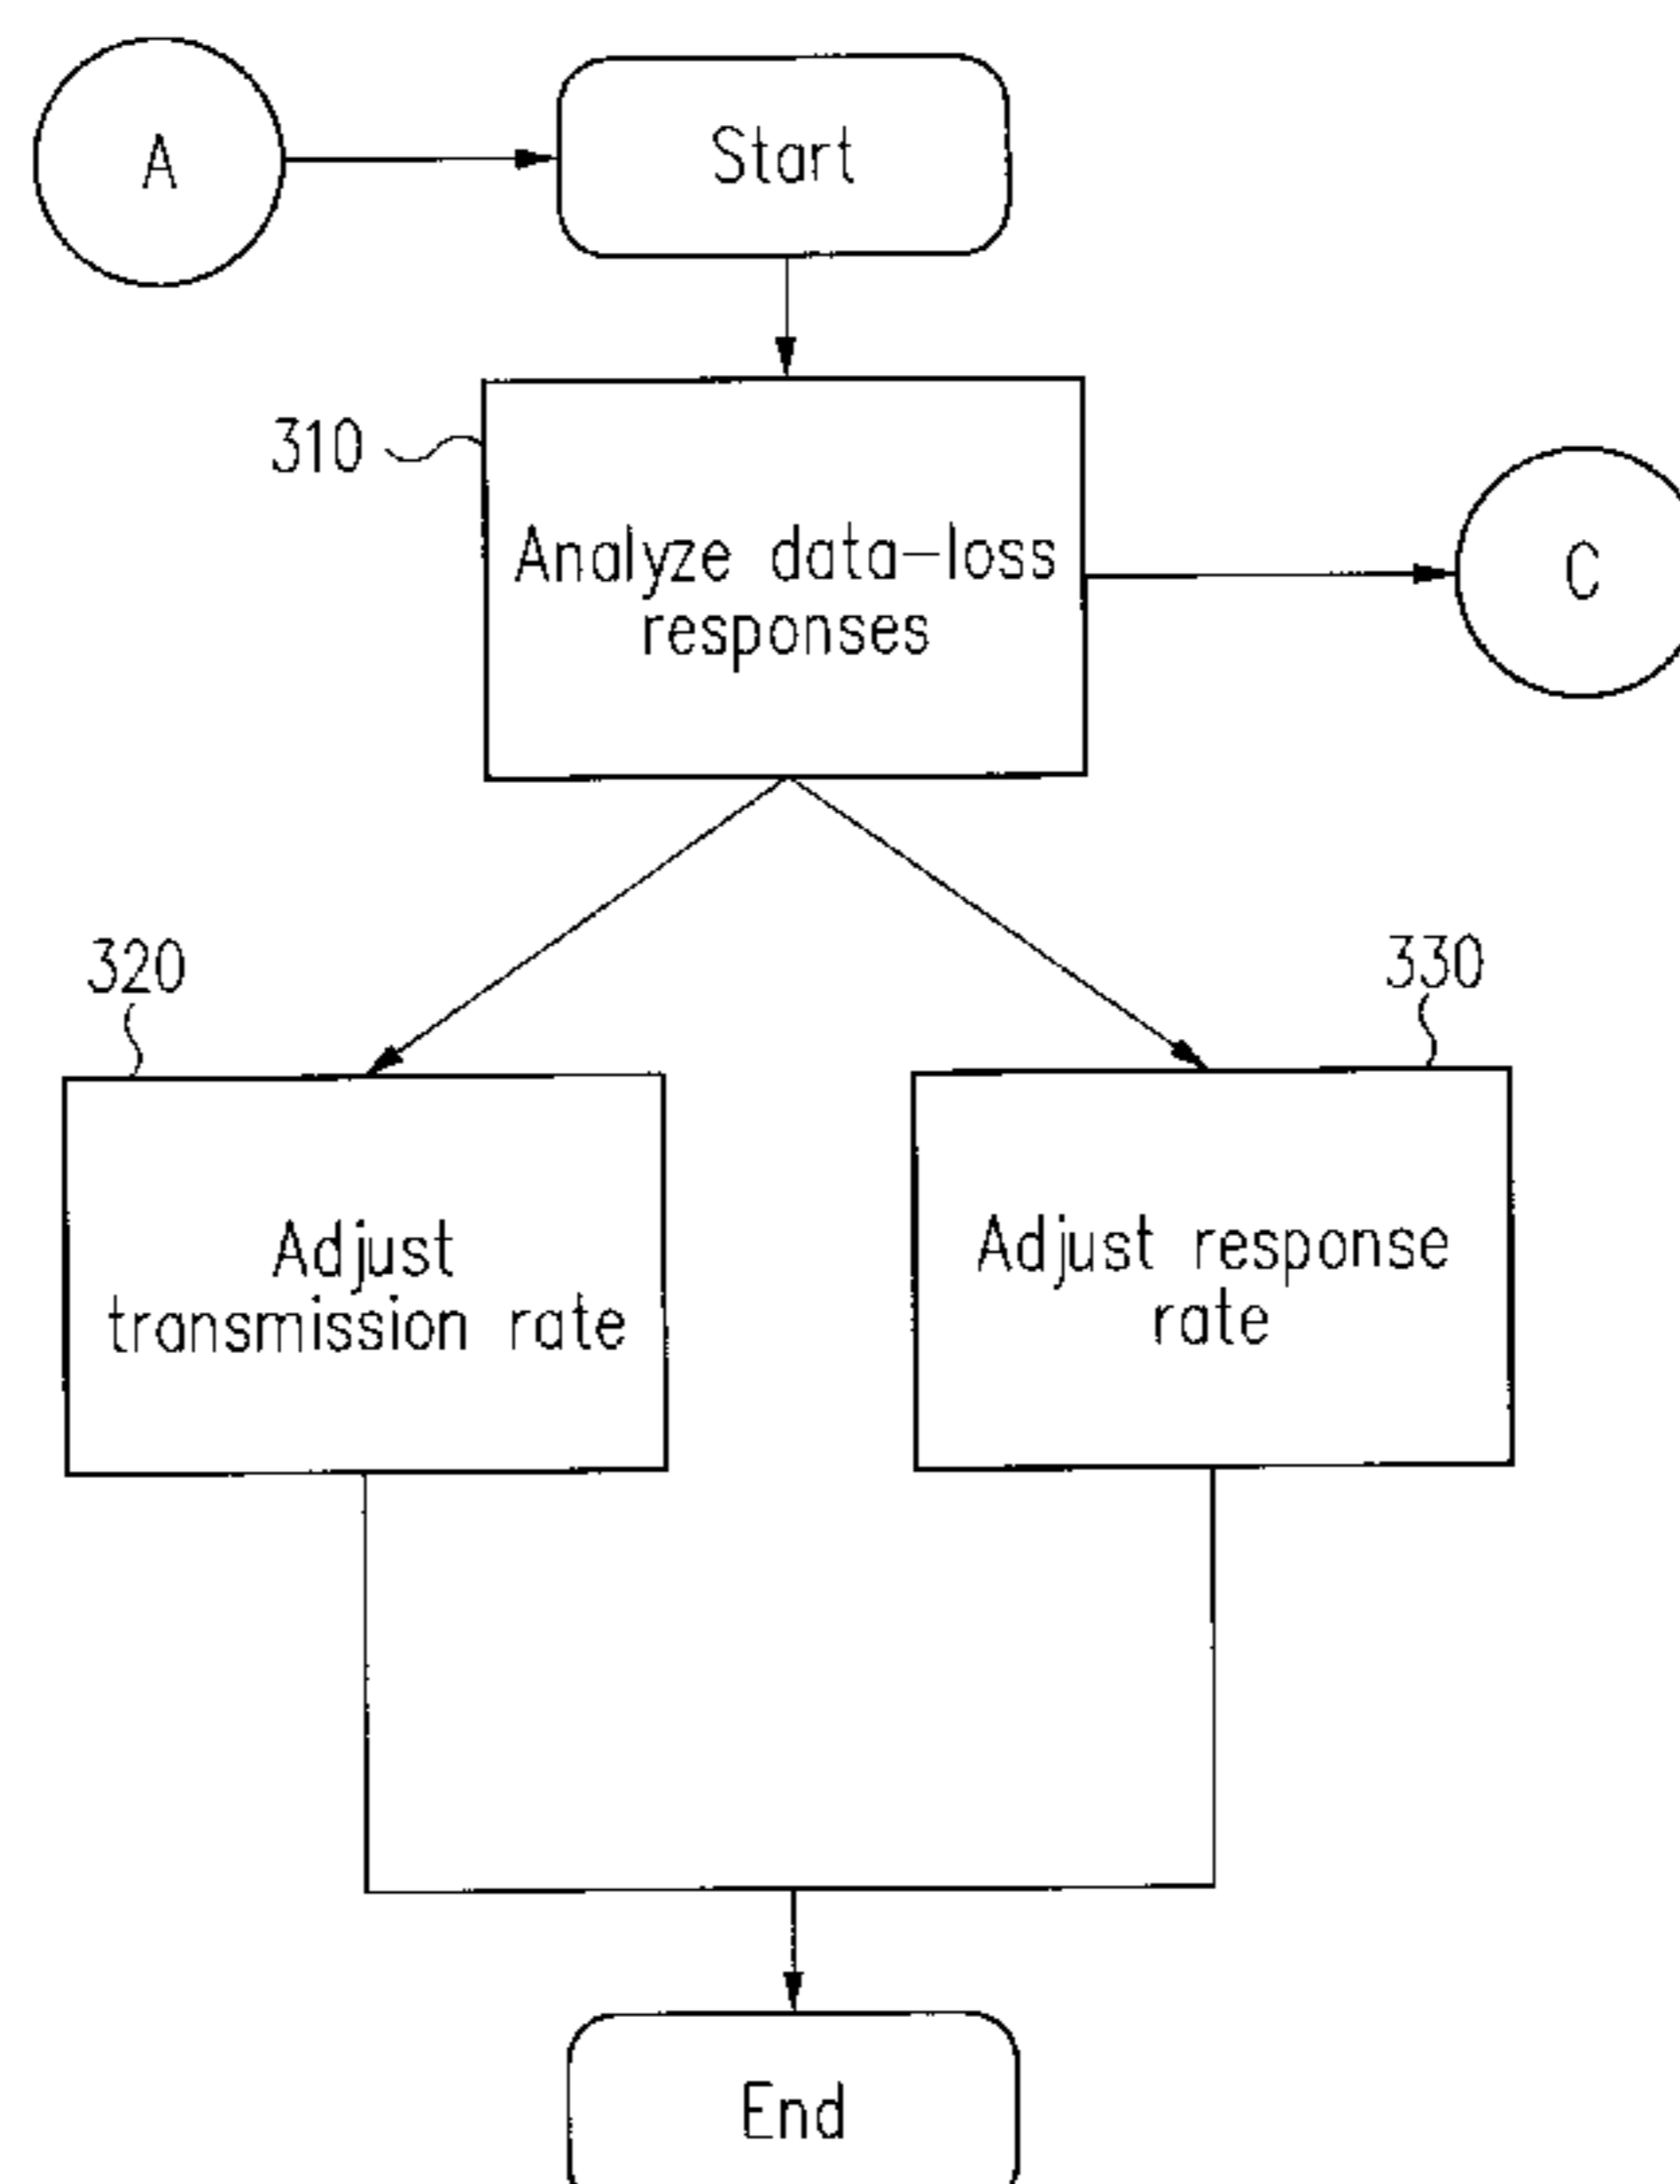 A
Start
310
Analyze data-loss
responses
C
320
330
Adjust
transmission rate
Adjust response
rate
End